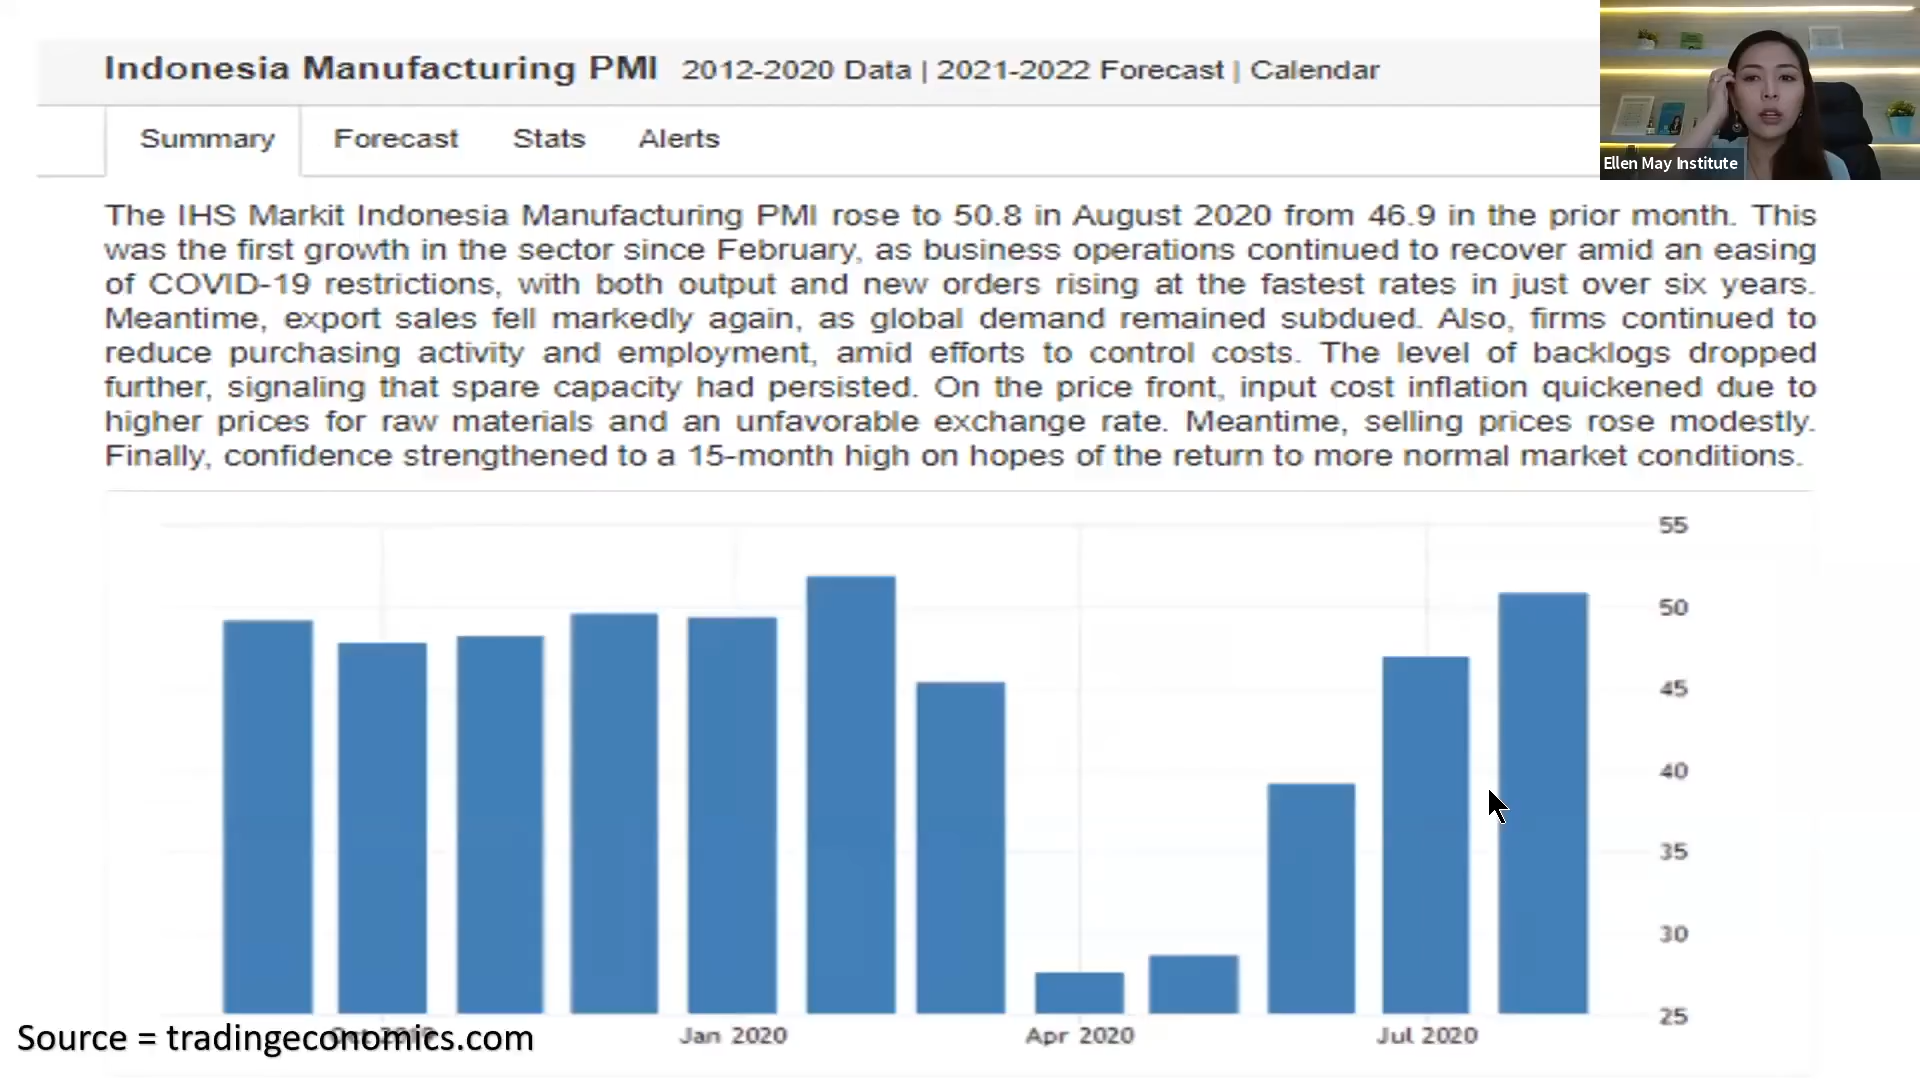 Indonesia Manufacturing PMI 2012-2020 Data | 2021-2022 Forecast | Calendar
Summary Forecast Stats Alerts
Ellen May Institute
The IHS Markit Indonesia Manufacturing PMI rose to 50.8 in August 2020 from 46.9 in the prior month. This
was the first growth in the sector since February, as business operations continued to recover amid an easing
of COVID-19 restrictions, with both output and new orders rising at the fastest rates in just over six years.
Meantime, export sales fell markedly again, as global demand remained subdued. Also, firms continued to
reduce purchasing activity and employment, amid efforts to control costs. The level of backlogs dropped
further, signaling that spare capacity had persisted. On the price front, input cost inflation quickened due to
higher prices for raw materials and an unfavorable exchange rate. Meantime, selling prices rose modestly.
Finally, confidence strengthened to a 15-month high on hopes of the return to more normal market conditions.
55
50
45
40
35
30
25
Oct 2019 Jan 2020 Apr 2020 Jul 2020
Source = tradingeconomics.com